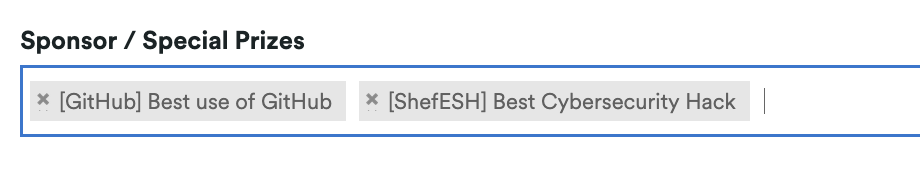 Sponsor / Special Prizes
× [GitHub] Best use of GitHub × [ShefESH] Best Cybersecurity Hack